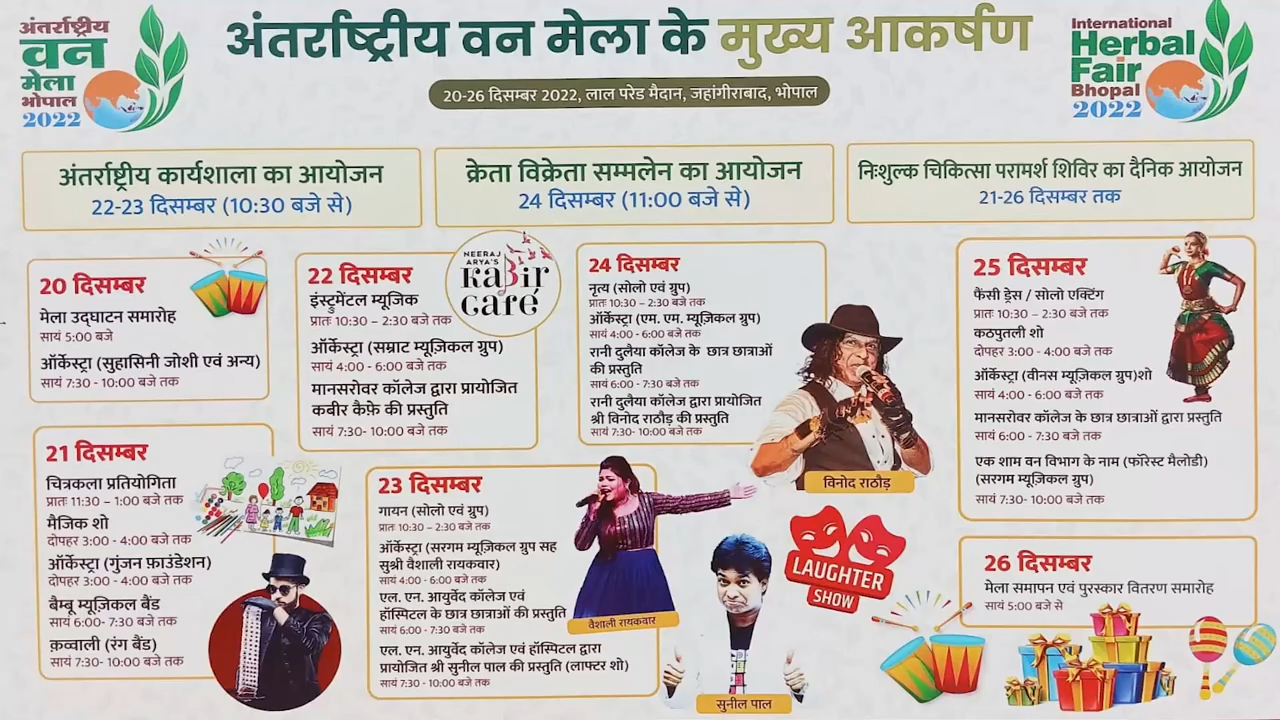 अंतर्राष्ट्रीय
वन
मेला
भोपाल
2022
अंतर्राष्ट्रीय वन मेला के मुख्य आकर्षण
20-26 दिसम्बर 2022, लाल परेड मैदान, जहांगीराबाद, भोपाल
International
Herbal
Fair
Bhopal
2022
अंतर्राष्ट्रीय कार्यशाला का आयोजन
22-23 दिसम्बर (10:30 बजे से)
क्रेता विक्रेता सम्मलेन का आयोजन
24 दिसम्बर (11:00 बजे से)
निःशुल्क चिकित्सा परामर्श शिविर का दैनिक आयोजन
21-26 दिसम्बर तक
20 दिसम्बर
मेला उद्घाटन समारोह
सायं 5:00 बजे
ऑर्केस्ट्रा (सुहासिनी जोशी एवं अन्य)
सायं 7:30 - 10:00 बजे तक
21 दिसम्बर
चित्रकला प्रतियोगिता
प्रातः 11:30 – 1:00 बजे तक
मैजिक शो
दोपहर 3:00 - 4:00 बजे तक
ऑर्केस्ट्रा (गुंजन फ़ाउंडेशन)
दोपहर 3:00 - 4:00 बजे तक
बैम्बू म्यूज़िकल बैंड
सायं 6:00- 7:30 बजे तक
क़व्वाली (रंग बैंड)
सायं 7:30- 10:00 बजे तक
22 दिसम्बर
इंस्ट्रुमेंटल म्यूजिक
प्रातः 10:30 – 2:30 बजे तक
ऑर्केस्ट्रा (सम्राट म्यूज़िकल ग्रुप)
सायं 4:00 - 6:00 बजे तक
मानसरोवर कॉलेज द्वारा प्रायोजित
कबीर कैफ़े की प्रस्तुति
सायं 7:30- 10:00 बजे तक
NEERAJ
ARYA'S
KABIR
CAFÉ
23 दिसम्बर
गायन (सोलो एवं ग्रुप)
प्रातः 10:30 – 2:30 बजे तक
ऑर्केस्ट्रा (सरगम म्यूज़िकल ग्रुप सह
सुश्री वैशाली रायकवार)
सायं 4:00 - 6:00 बजे तक
एल. एन. आयुर्वेद कॉलेज एवं
हॉस्पिटल के छात्र छात्राओं की प्रस्तुति
सायं 6:00 - 7:30 बजे तक
एल. एन. आयुर्वेद कॉलेज एवं हॉस्पिटल द्वारा
प्रायोजित श्री सुनील पाल की प्रस्तुति (लाफ्टर शो)
सायं 7:30 - 10:00 बजे तक
वैशाली रायकवार
24 दिसम्बर
नृत्य (सोलो एवं ग्रुप)
प्रातः 10:30 – 2:30 बजे तक
ऑर्केस्ट्रा (एम. एम. म्यूज़िकल ग्रुप)
सायं 4:00 - 6:00 बजे तक
रानी दुलैया कॉलेज के छात्र छात्राओं
की प्रस्तुति
सायं 6:00 - 7:30 बजे तक
रानी दुलैया कॉलेज द्वारा प्रायोजित
श्री विनोद राठौड़ की प्रस्तुति
सायं 7:30- 10:00 बजे तक
विनोद राठौड़
LAUGHTER
SHOW
सुनील पाल
25 दिसम्बर
फैंसी ड्रेस / सोलो एक्टिंग
प्रातः 10:30 – 2:30 बजे तक
कठपुतली शो
दोपहर 3:00 - 4:00 बजे तक
ऑर्केस्ट्रा (वीनस म्यूज़िकल ग्रुप)शो
सायं 4:00 - 6:00 बजे तक
मानसरोवर कॉलेज के छात्र छात्राओं द्वारा प्रस्तुति
सायं 6:00 - 7:30 बजे तक
एक शाम वन विभाग के नाम (फॉरेस्ट मैलोडी)
(सरगम म्यूज़िकल ग्रुप)
सायं 7:30- 10:00 बजे तक
26 दिसम्बर
मेला समापन एवं पुरस्कार वितरण समारोह
सायं 5:00 बजे से